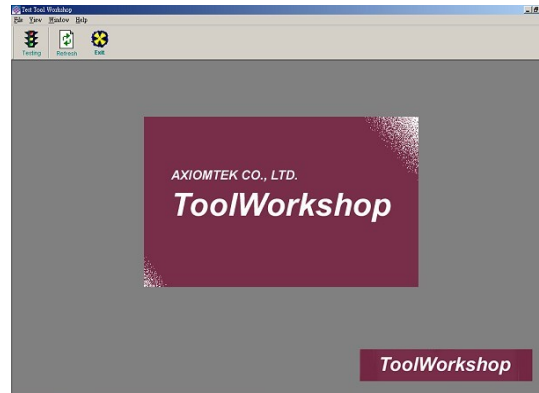 Test Tool Workshop
File View Window Help
Testing Refresh Exit
AXIOMTEK CO., LTD.
ToolWorkshop
ToolWorkshop